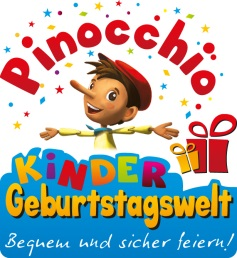 Pinocchio
KiNDER
Geburtstagswelt
Bequem und sicher feiern!